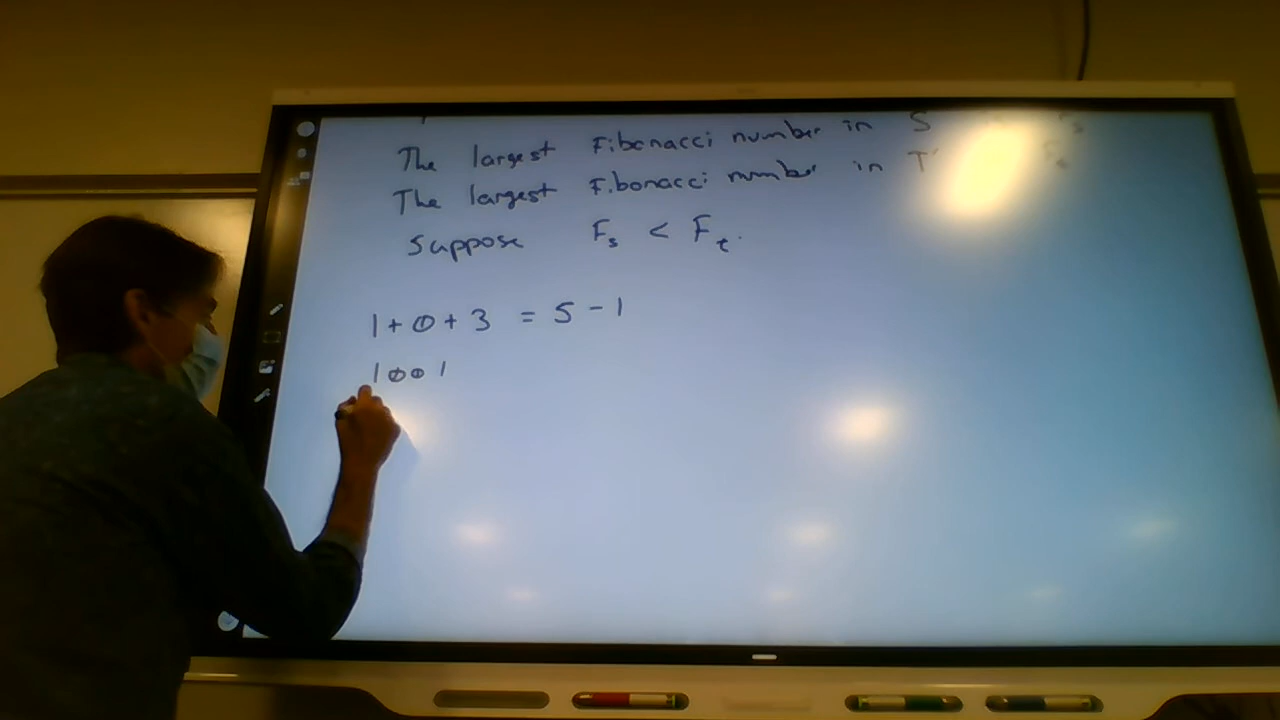 The largest Fibonacci number in S
The largest Fibonacci number in T'
Suppose F_s < F_t.
1 + 0 + 3 = 5 - 1
1001